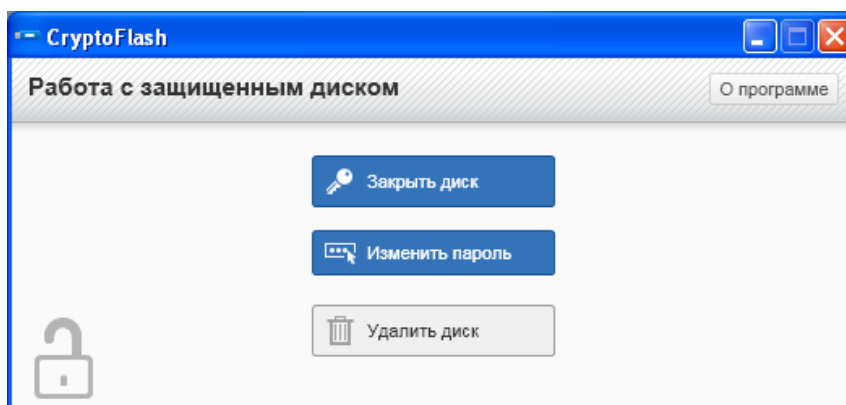 CryptoFlash
Работа с защищенным диском
О программе
Закрыть диск
Изменить пароль
Удалить диск